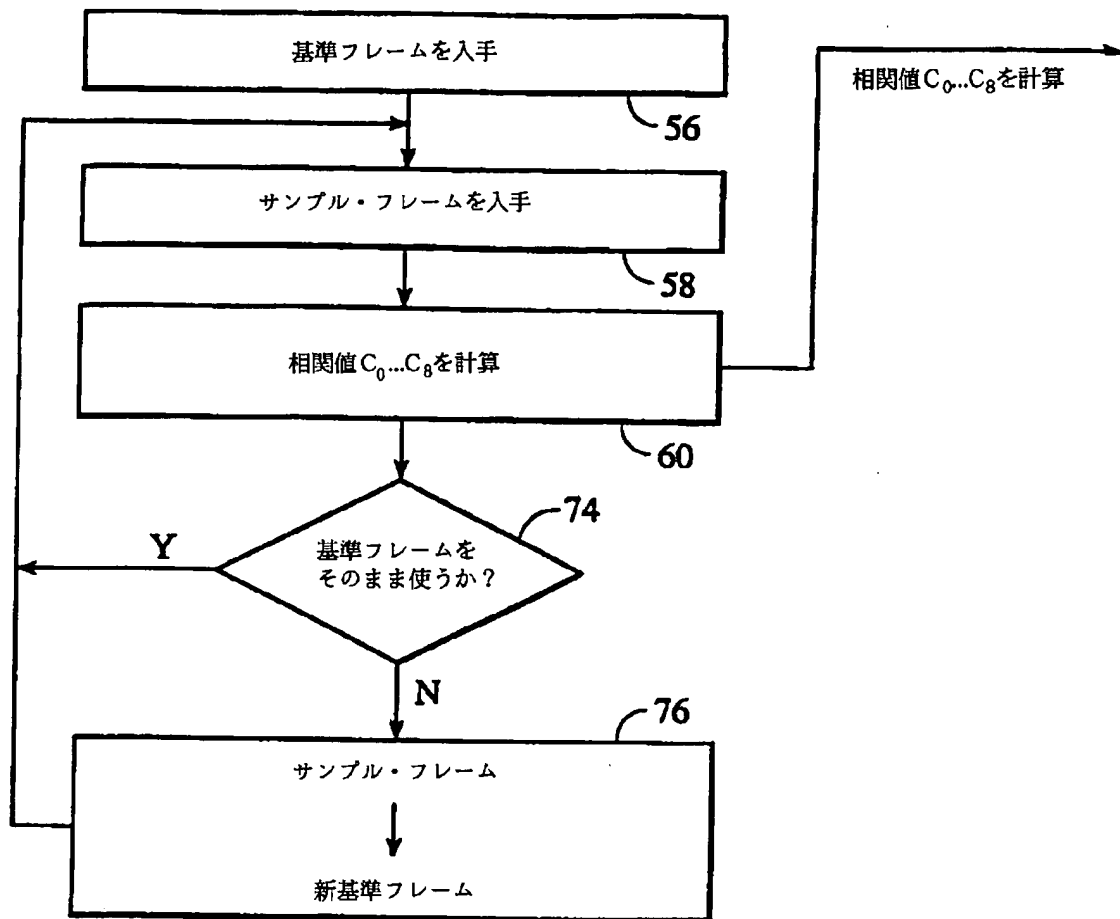 基準フレームを入手
56
相関値C₀...C₈を計算
サンプル・フレームを入手
58
相関値C₀...C₈を計算
60
74
基準フレームを
そのまま使うか？
Y
N
76
サンプル・フレーム
新基準フレーム